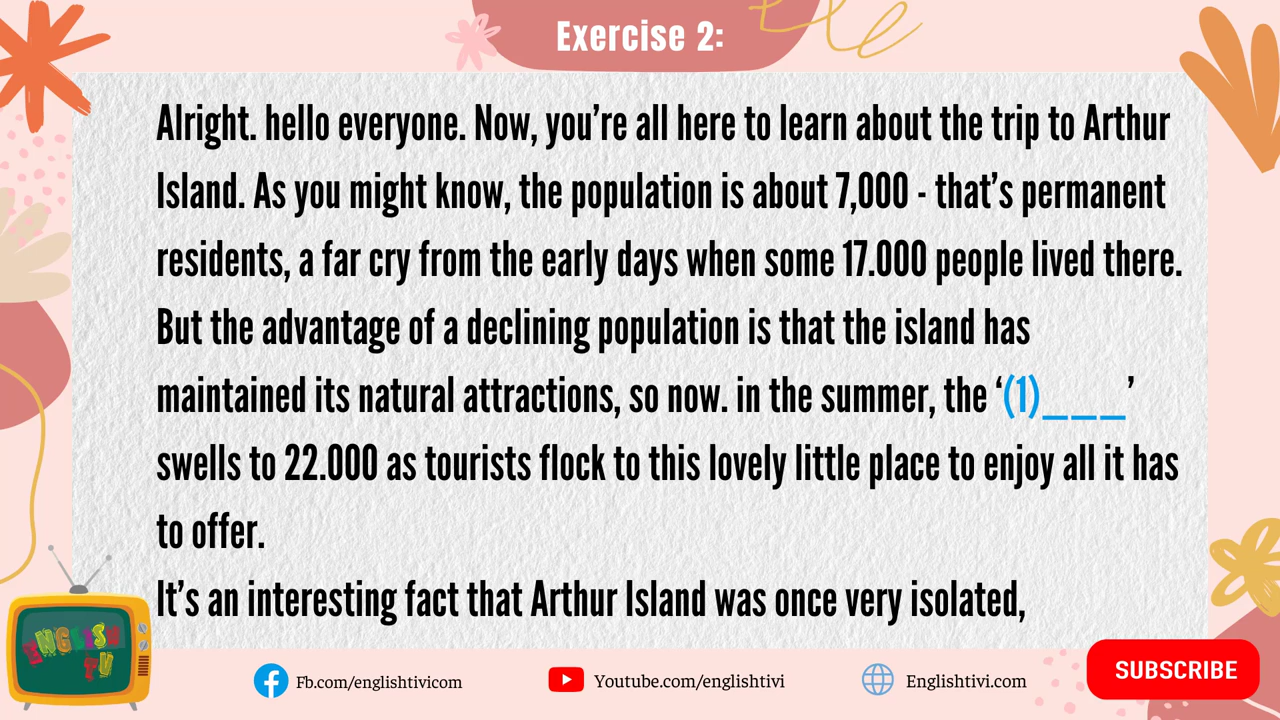 Exercise 2:
Alright. hello everyone. Now, you’re all here to learn about the trip to Arthur
Island. As you might know, the population is about 7,000 - that’s permanent
residents, a far cry from the early days when some 17.000 people lived there.
But the advantage of a declining population is that the island has
maintained its natural attractions, so now. in the summer, the ‘(1)___’
swells to 22.000 as tourists flock to this lovely little place to enjoy all it has
to offer.
It’s an interesting fact that Arthur Island was once very isolated,
ENGLISH
TV
Fb.com/englishtivicom
Youtube.com/englishtivi
Englishtivi.com
SUBSCRIBE